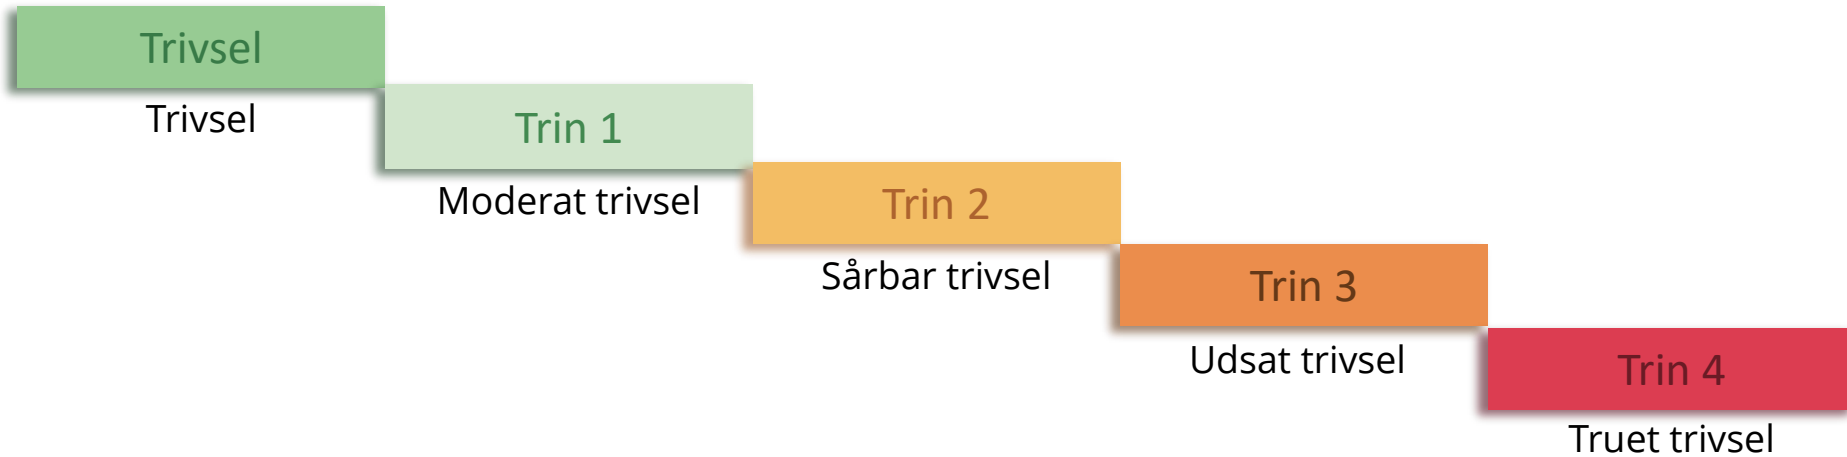 Trivsel
Trivsel
Trin 1
Moderat trivsel
Trin 2
Sårbar trivsel
Trin 3
Udsat trivsel
Trin 4
Truet trivsel